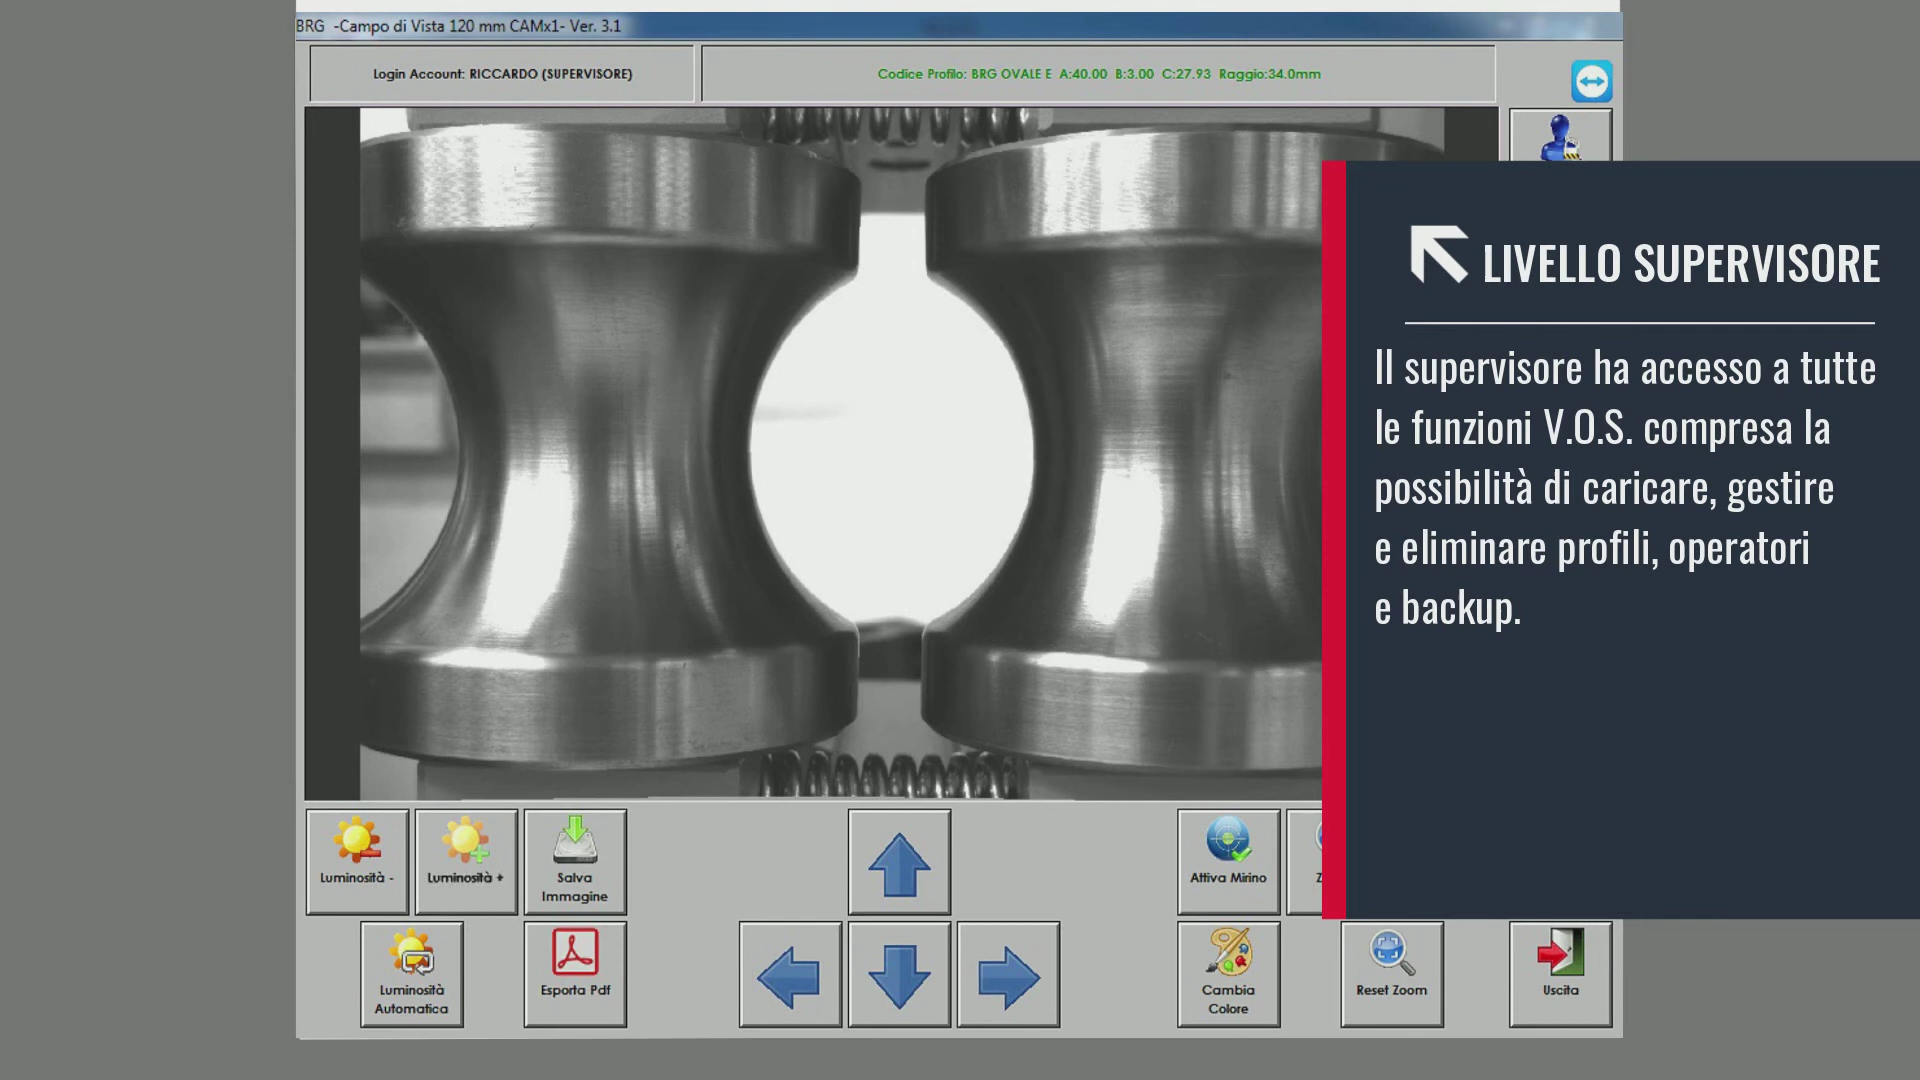 BRG -Campo di Vista 120 mm CAMx1- Ver. 3.1
Login Account: RICCARDO (SUPERVISORE)
Codice Profilo: BRG OVALE E A:40.00 B:3.00 C:27.93 Raggio:34.0mm
LIVELLO SUPERVISORE
Il supervisore ha accesso a tutte
le funzioni V.O.S. compresa la
possibilità di caricare, gestire
e eliminare profili, operatori
e backup.
Luminosità -
Luminosità +
Salva
Immagine
Attiva Mirino
Z
Luminosità
Automatica
Esporta Pdf
Cambia
Colore
Reset Zoom
Uscita